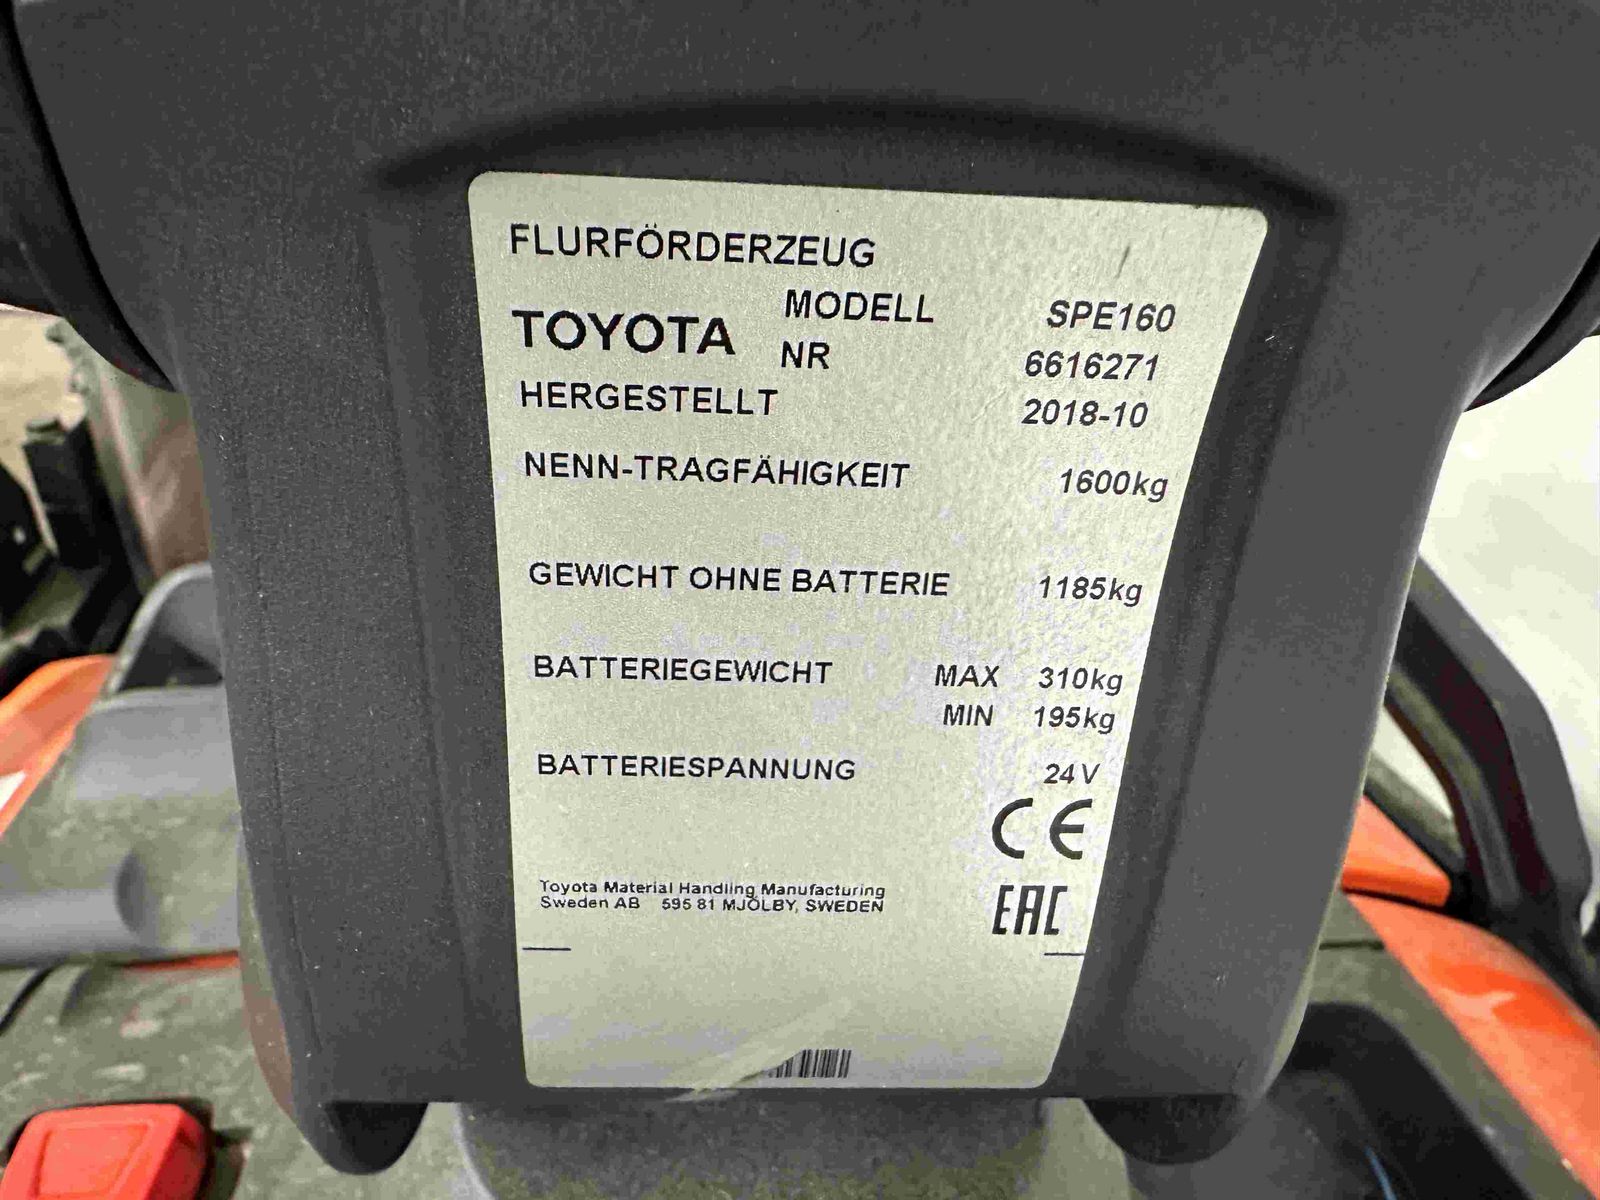 FLURFÖRDERZEUG
TOYOTA MODELL SPE160
NR 6616271
HERGESTELLT 2018-10
NENN-TRAGFÄHIGKEIT 1600kg
GEWICHT OHNE BATTERIE 1185kg
BATTERIEGEWICHT MAX 310kg
MIN 195kg
BATTERIESPANNUNG 24V
CE
Toyota Material Handling Manufacturing
Sweden AB 595 81 MJÖLBY, SWEDEN
EAC